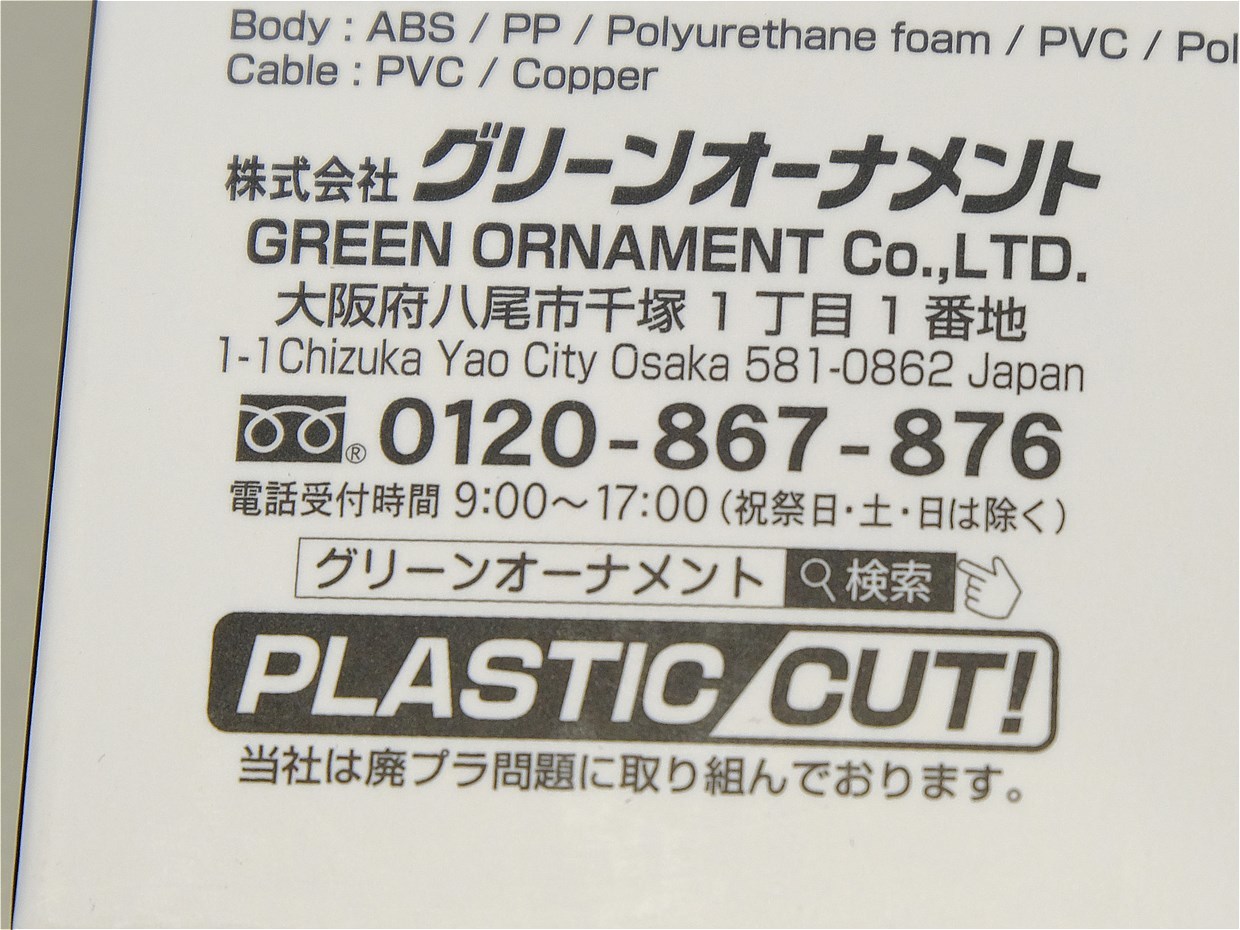 Body : ABS / PP / Polyurethane foam / PVC /
Cable : PVC / Copper
株式会社 グリーンオーナメント
GREEN ORNAMENT Co.,LTD.
大阪府八尾市千塚1丁目1番地
1-1Chizuka Yao City Osaka 581-0862 Japan
® 0120-867-876
電話受付時間 9:00〜17:00（祝祭日・土・日は除く）
グリーンオーナメント 検索
PLASTIC/CUT!
当社は廃プラ問題に取り組んでおります。